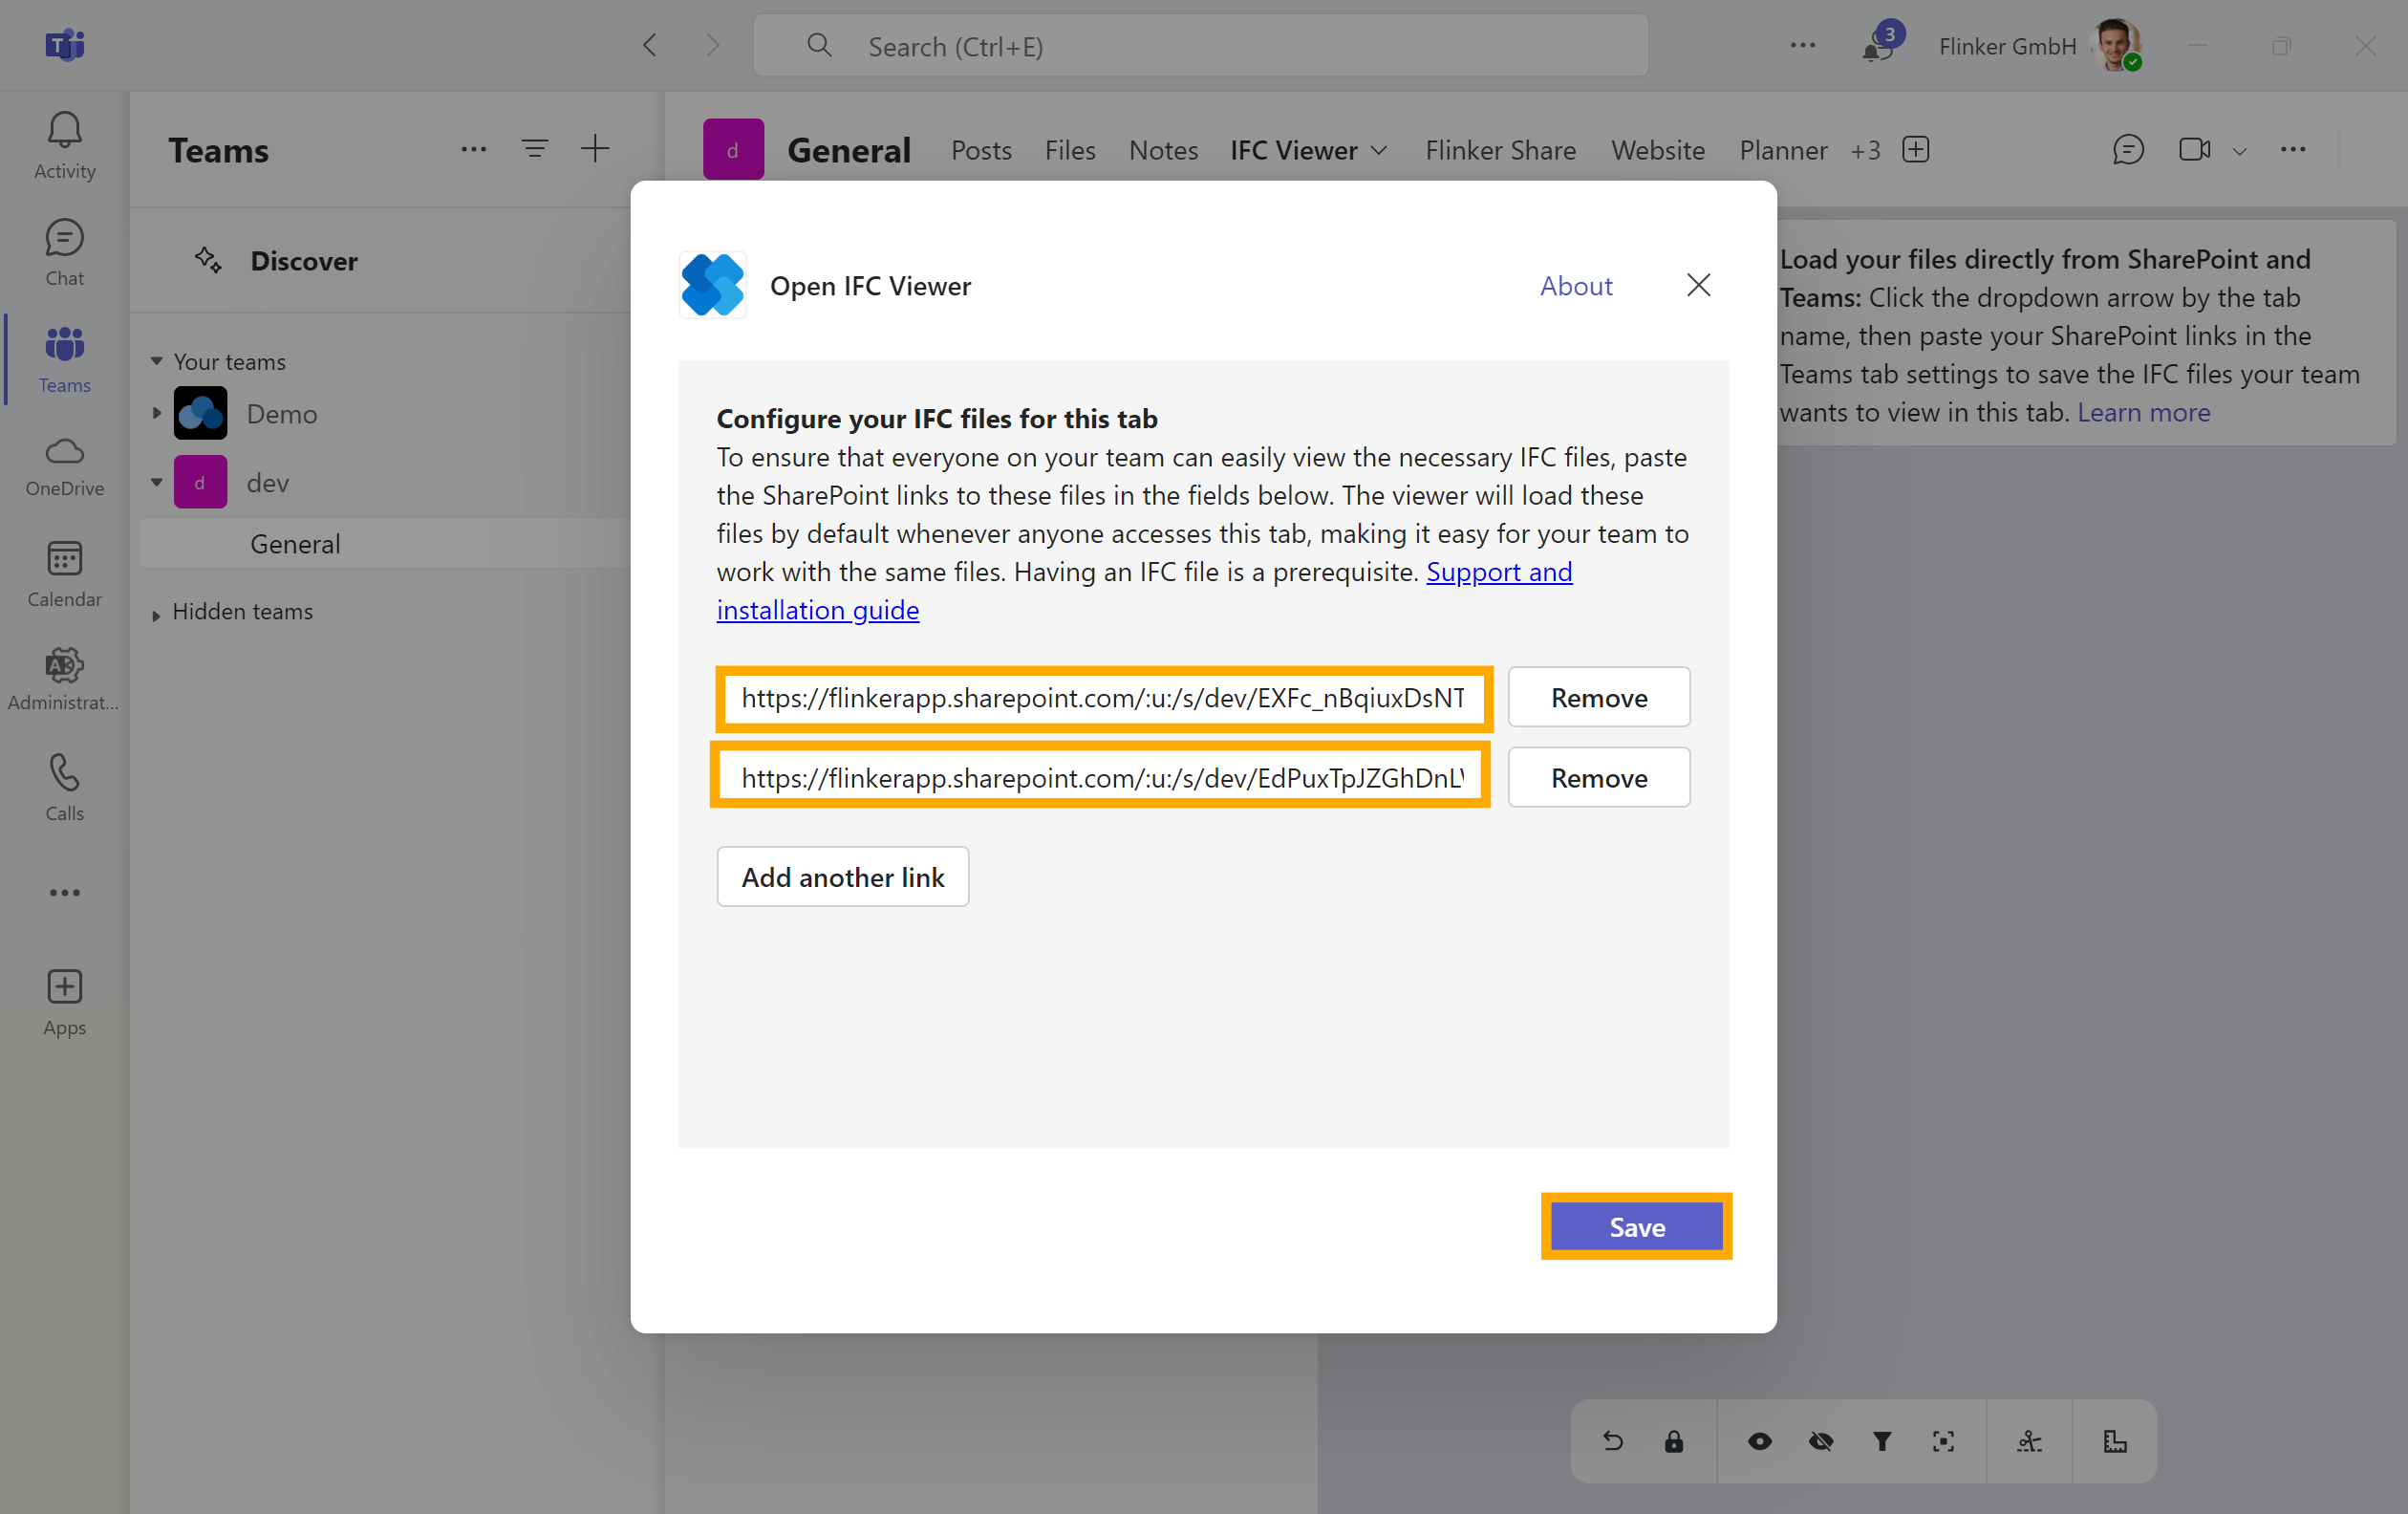 Search (Ctrl+E)
3
Flinker GmbH
Activity
Chat
Teams
OneDrive
Calendar
Administrat...
Calls
Apps
Teams
Discover
Your teams
Demo
d
dev
General
Hidden teams
d
General
Posts
Files
Notes
IFC Viewer
Flinker Share
Website
Planner
+3
Load your files directly from SharePoint and
Teams: Click the dropdown arrow by the tab
name, then paste your SharePoint links in the
Teams tab settings to save the IFC files your team
wants to view in this tab. Learn more
Open IFC Viewer
About
Configure your IFC files for this tab
To ensure that everyone on your team can easily view the necessary IFC files, paste
the SharePoint links to these files in the fields below. The viewer will load these
files by default whenever anyone accesses this tab, making it easy for your team to
work with the same files. Having an IFC file is a prerequisite. Support and
installation guide
https://flinkerapp.sharepoint.com/:u:/s/dev/EXFc_nBqiuxDsNT
Remove
https://flinkerapp.sharepoint.com/:u:/s/dev/EdPuxTpJZGhDnL
Remove
Add another link
Save